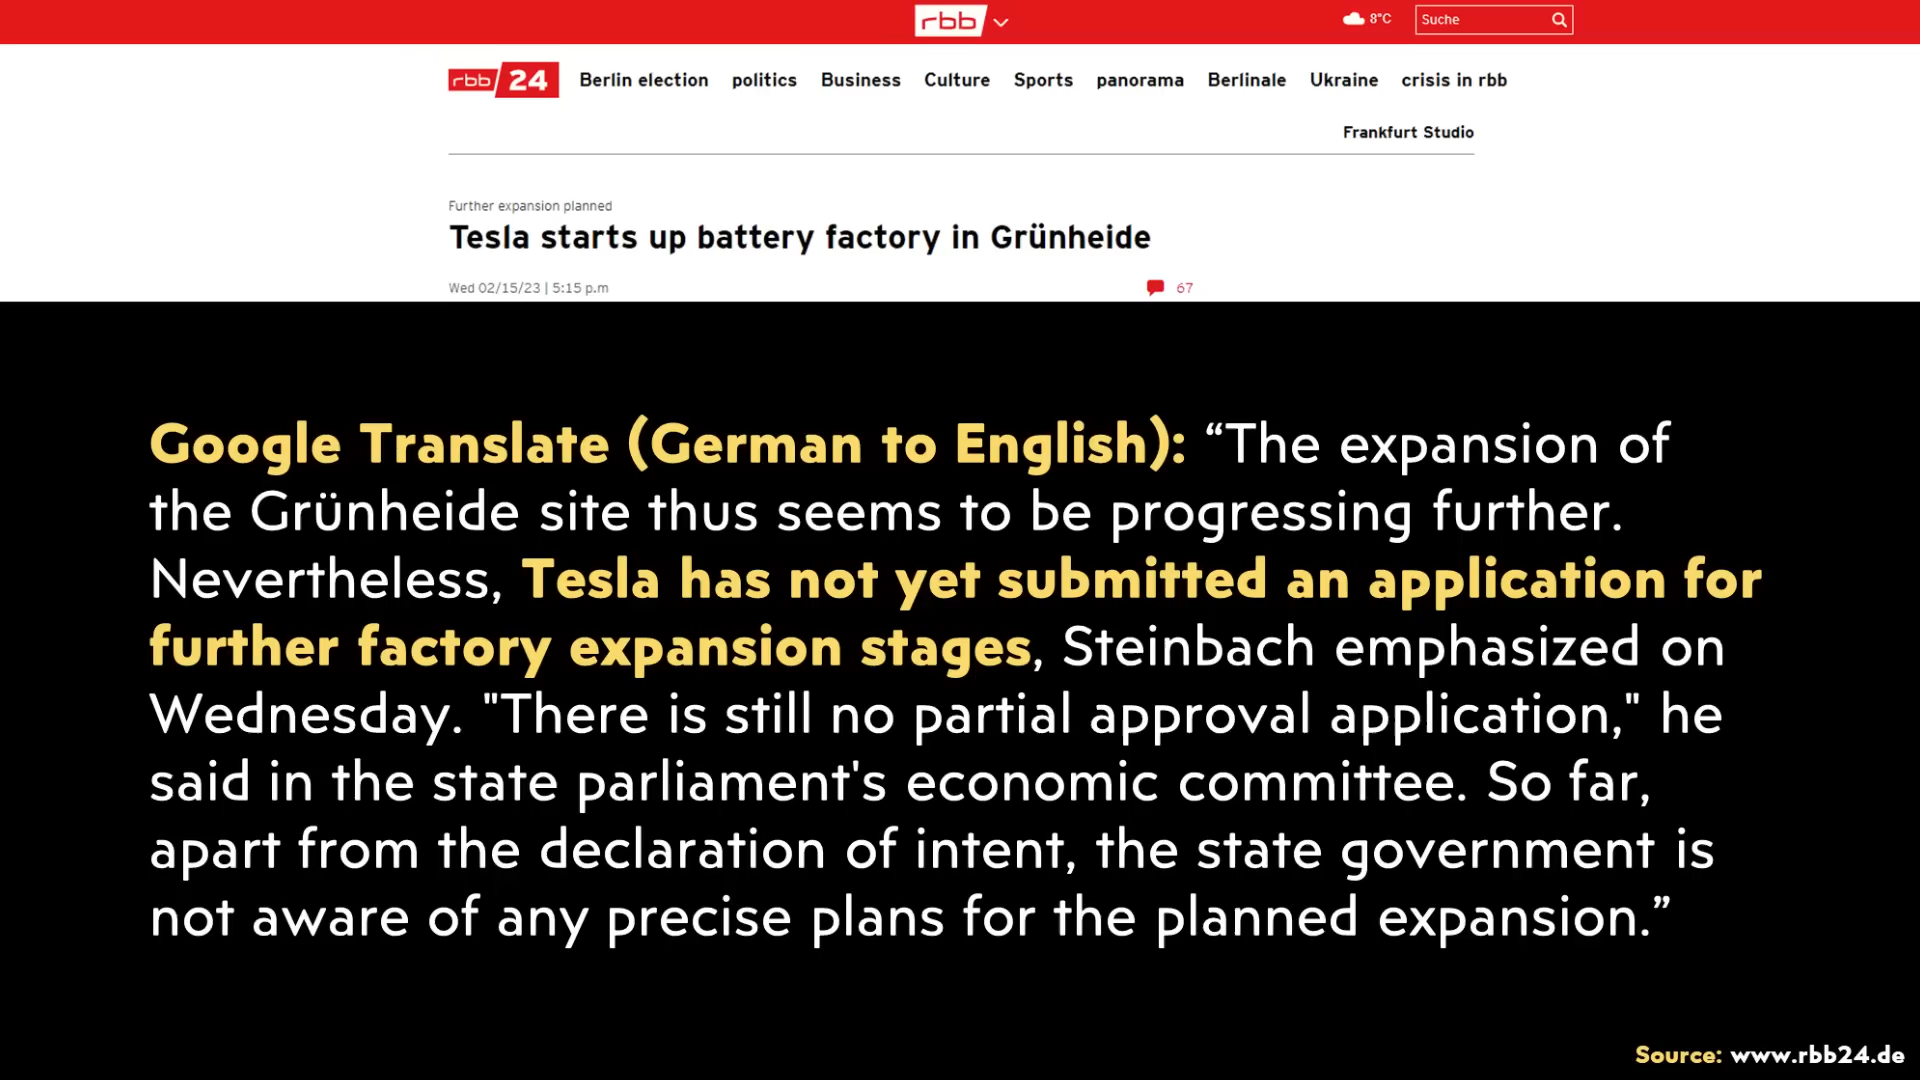 rbb
8°C
Suche
rbb 24 Berlin election politics Business Culture Sports panorama Berlinale Ukraine crisis in rbb
Frankfurt Studio
Further expansion planned
Tesla starts up battery factory in Grünheide
Wed 02/15/23 | 5:15 p.m
67
Google Translate (German to English): “The expansion of
the Grünheide site thus seems to be progressing further.
Nevertheless, Tesla has not yet submitted an application for
further factory expansion stages, Steinbach emphasized on
Wednesday. "There is still no partial approval application," he
said in the state parliament's economic committee. So far,
apart from the declaration of intent, the state government is
not aware of any precise plans for the planned expansion.”
Source: www.rbb24.de